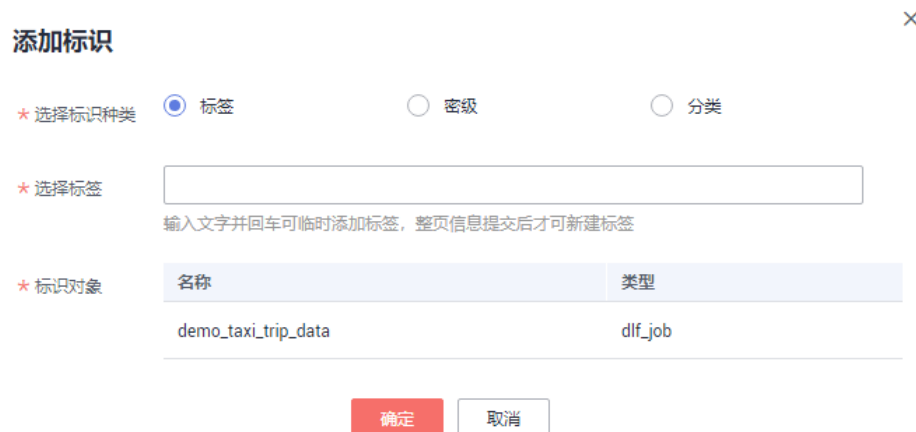 添加标识
* 选择标识种类 标签 密级 分类
* 选择标签
输入文字并回车可临时添加标签，整页信息提交后才可新建标签
* 标识对象 名称 类型
demo_taxi_trip_data dlf_job
确定 取消